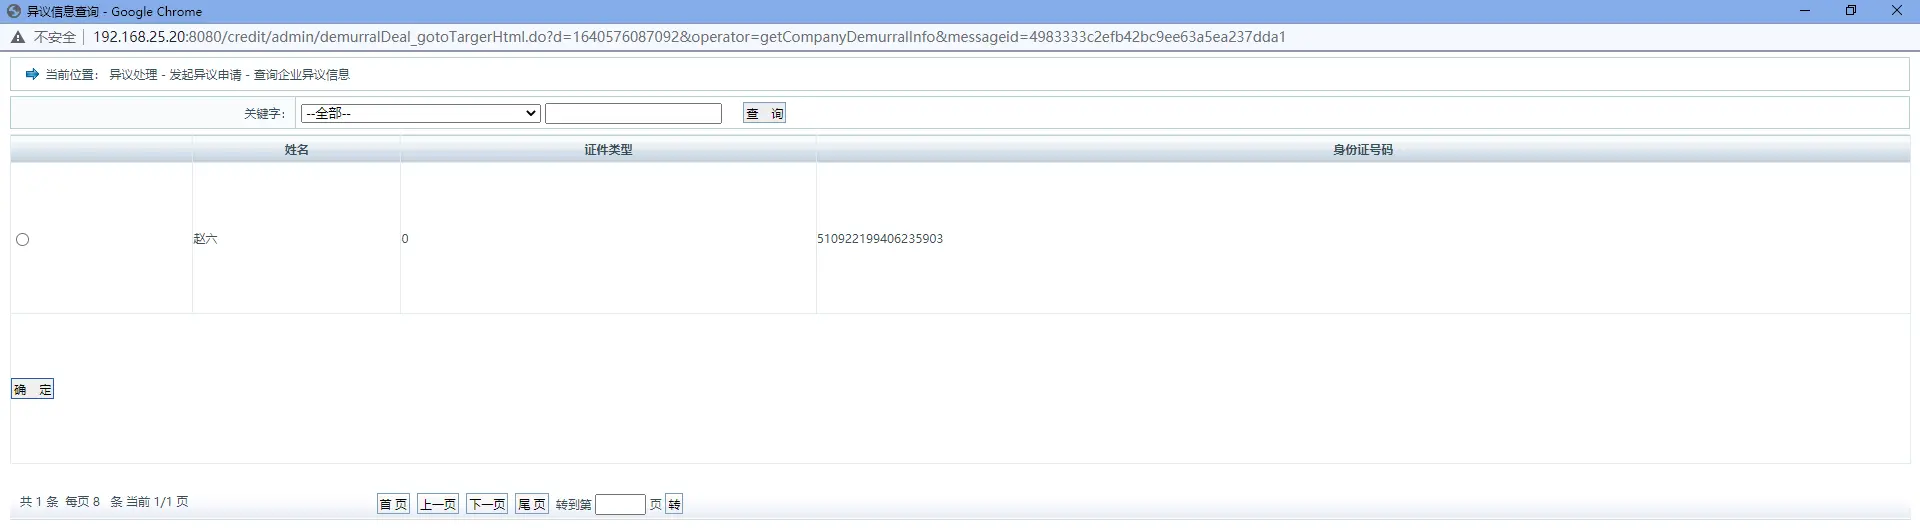 异议信息查询 - Google Chrome
不安全 | 192.168.25.20:8080/credit/admin/demurralDeal_gotoTargerHtml.do?d=1640576087092&operator=getCompanyDemurralInfo&messageid=4983333c2efb42bc9ee63a5ea237dda1
当前位置： 异议处理 - 发起异议申请 - 查询企业异议信息
关键字： --全部-- 查 询
姓名 证件类型 身份证号码
赵六 0 510922199406235903
确 定
共 1 条 每页 8 条 当前 1/1 页 首 页 上一页 下一页 尾 页 转到第 页 转